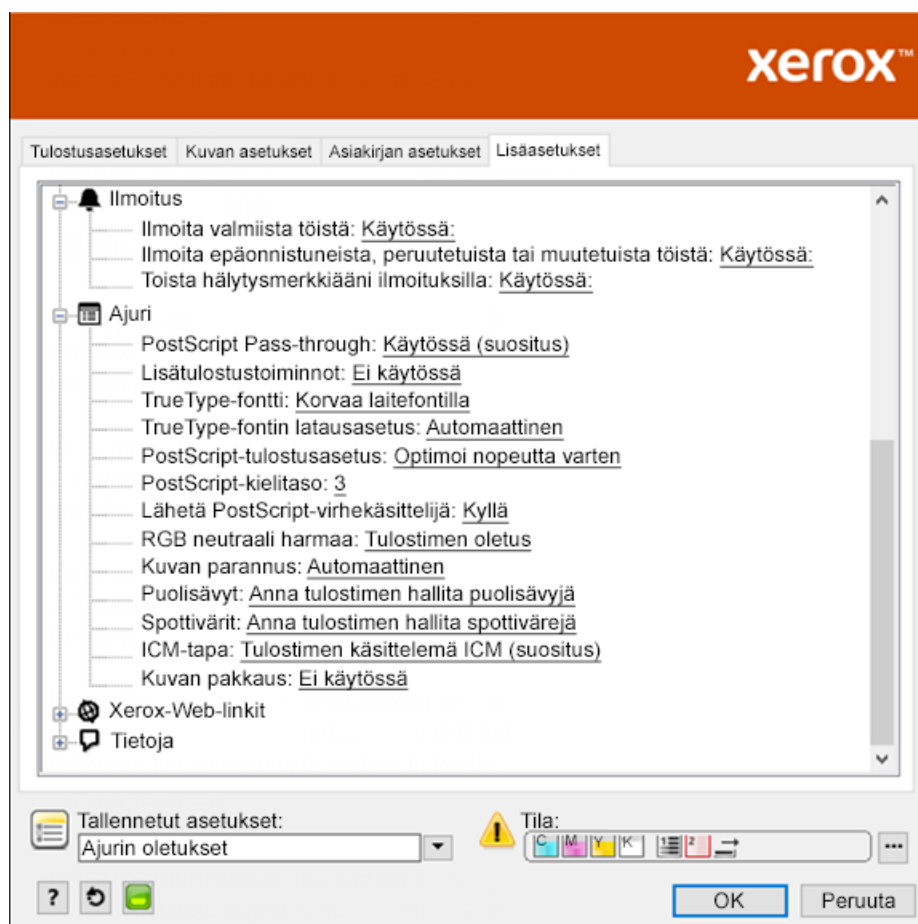 xerox™
Tulostusasetukset Kuvan asetukset Asiakirjan asetukset Lisäasetukset
Ilmoitus
Ilmoita valmiista töistä: Käytössä:
Ilmoita epäonnistuneista, peruutetuista tai muutetuista töistä: Käytössä:
Toista hälytysmerkkiääni ilmoituksilla: Käytössä:
Ajuri
PostScript Pass-through: Käytössä (suositus)
Lisätulostustoiminnot: Ei käytössä
TrueType-fontti: Korvaa laitefontilla
TrueType-fontin latausasetus: Automaattinen
PostScript-tulostusasetus: Optimoi nopeutta varten
PostScript-kielitaso: 3
Lähetä PostScript-virhekäsittelijä: Kyllä
RGB neutraali harmaa: Tulostimen oletus
Kuvan parannus: Automaattinen
Puolisävyt: Anna tulostimen hallita puolisävyjä
Spottivärit: Anna tulostimen hallita spottivärejä
ICM-tapa: Tulostimen käsittelemä ICM (suositus)
Kuvan pakkaus: Ei käytössä
Xerox-Web-linkit
Tietoja
Tallennetut asetukset: Tila:
Ajurin oletukset C M Y K 1 2 ...
? OK Peruuta